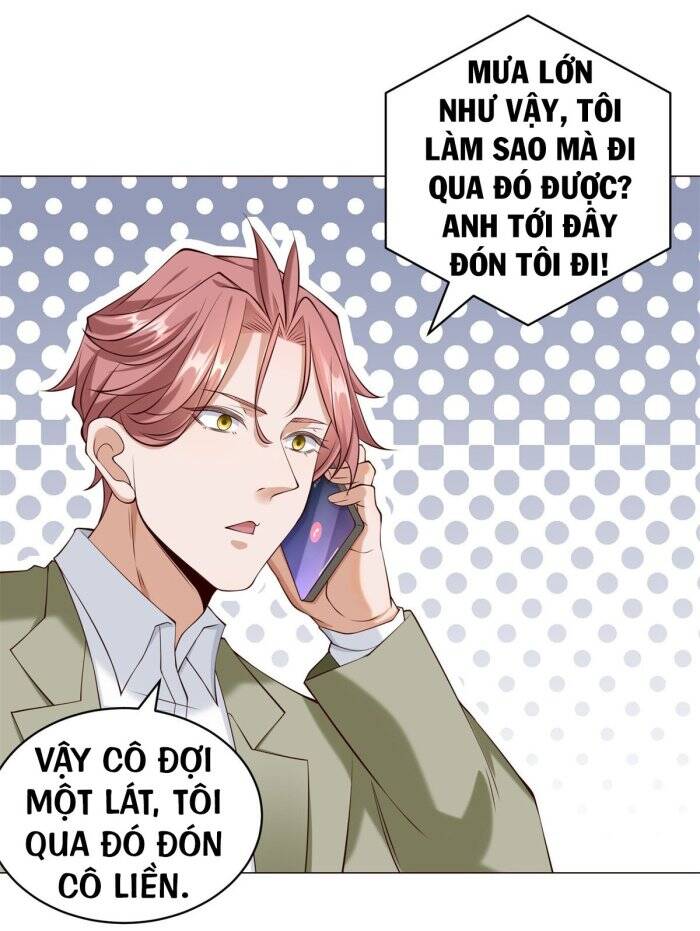 MƯA LỚN
NHƯ VẬY, TÔI
LÀM SAO MÀ ĐI
QUA ĐÓ ĐƯỢC?
ANH TỚI ĐÂY
ĐÓN TÔI ĐI!
VẬY CÔ ĐỢI
MỘT LÁT, TÔI
QUA ĐÓ ĐÓN
CÔ LIỀN.